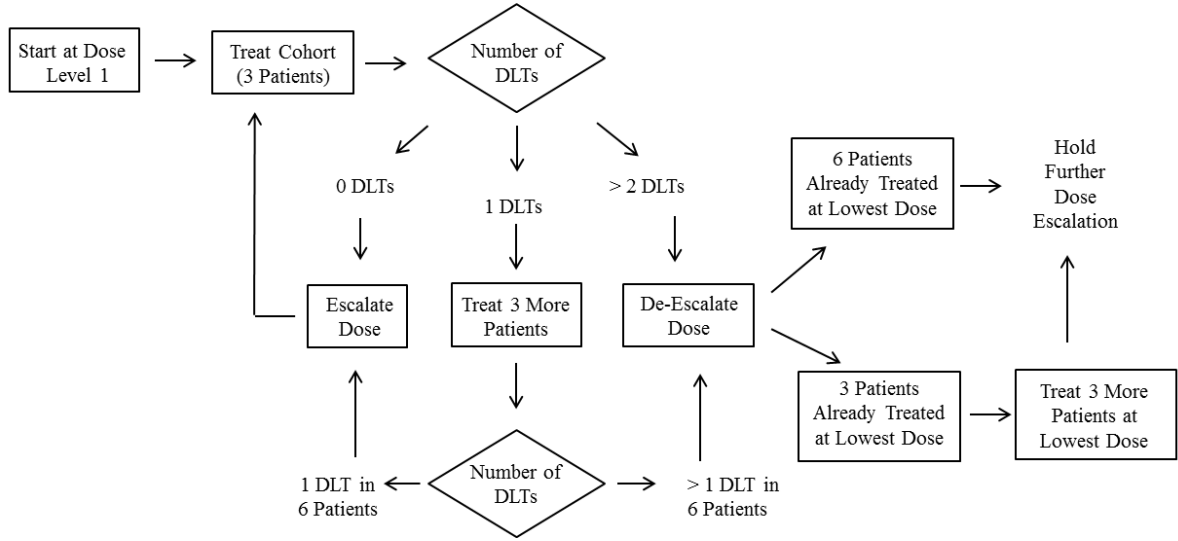 Start at Dose
Level 1
Treat Cohort
(3 Patients)
Number of
DLTs
0 DLTs
1 DLTs
> 2 DLTs
6 Patients
Already Treated
at Lowest Dose
Hold
Further
Dose
Escalation
Escalate
Dose
Treat 3 More
Patients
De-Escalate
Dose
3 Patients
Already Treated
at Lowest Dose
Treat 3 More
Patients at
Lowest Dose
1 DLT in
6 Patients
Number of
DLTs
> 1 DLT in
6 Patients